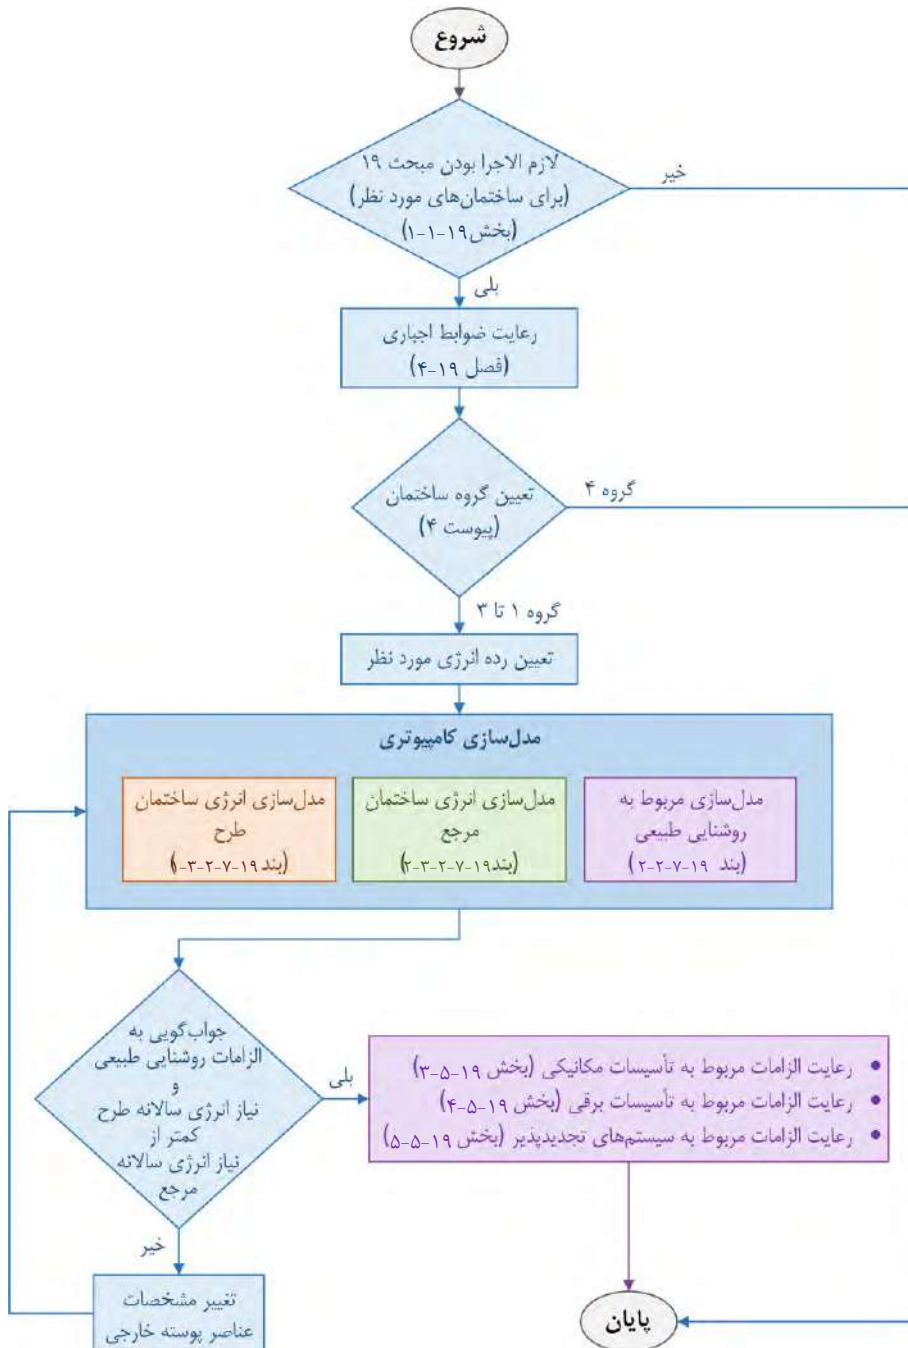 شروع
لازم الاجرا بودن مبحث ۱۹
(برای ساختمان‌های مورد نظر)
(بخش ۱۹-۱-۱)
خیر
بلی
رعایت ضوابط اجباری
(فصل ۱۹-۴)
تعیین گروه ساختمان
(پیوست ۴)
گروه ۴
گروه ۱ تا ۳
تعیین رده انرژی مورد نظر
مدل‌سازی کامپیوتری
مدل‌سازی مربوط به
روشنایی طبیعی
(بند ۱۹-۷-۲-۲)
مدل‌سازی انرژی ساختمان
مرجع
(بند ۱۹-۷-۲-۳-۲)
مدل‌سازی انرژی ساختمان
طرح
(بند ۱۹-۷-۲-۳-۱)
جواب‌گویی به
الزامات روشنایی طبیعی
و
نیاز انرژی سالانه طرح
کمتر از
نیاز انرژی سالانه
مرجع
بلی
• رعایت الزامات مربوط به تأسیسات مکانیکی (بخش ۱۹-۵-۳)
• رعایت الزامات مربوط به تأسیسات برقی (بخش ۱۹-۵-۴)
• رعایت الزامات مربوط به سیستم‌های تجدیدپذیر (بخش ۱۹-۵-۵)
خیر
تغییر مشخصات
عناصر پوسته خارجی
پایان